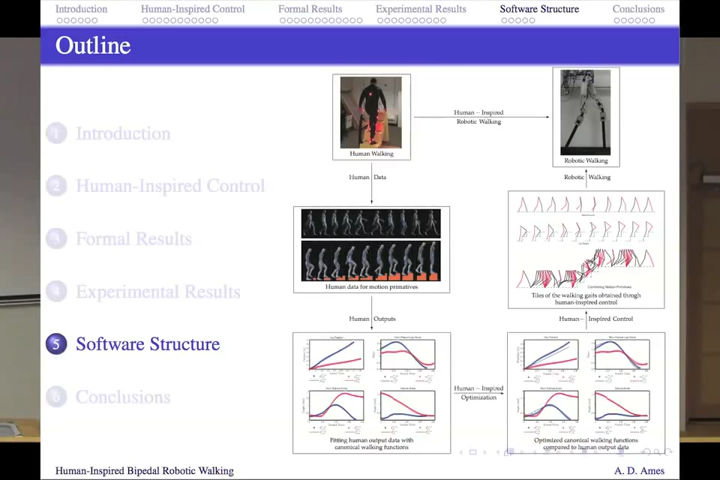 Introduction
Human-Inspired Control
Formal Results
Experimental Results
Software Structure
Conclusions
Outline
1 Introduction
2 Human-Inspired Control
3 Formal Results
4 Experimental Results
5 Software Structure
6 Conclusions
Human Walking
Human − Inspired
Robotic Walking
Robotic Walking
Human Data
Robotic Walking
Human data for motion primatives
Tiles of the walking gaits obtained trough
human-inspired control
Human Outputs
Human − Inspired Control
Human − Inspired
Optimization
Fitting human output data with
canonical walking functions
Optimized canonical walking functions
compared to human output data
Human-Inspired Bipedal Robotic Walking
A. D. Ames